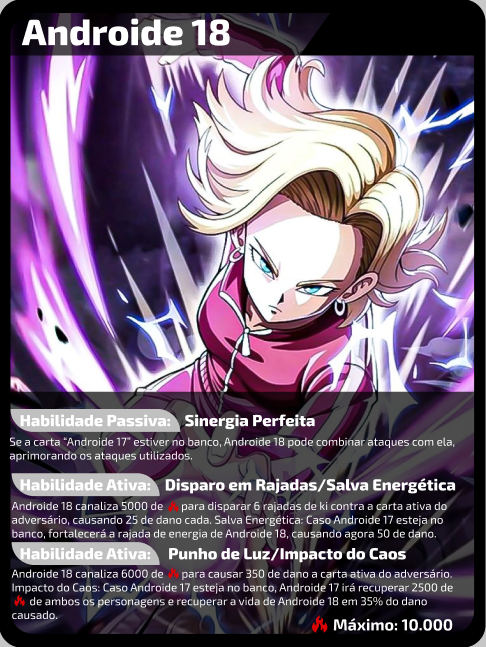 Androide 18
Habilidade Passiva: Sinergia Perfeita
Se a carta "Androide 17" estiver no banco, Androide 18 pode combinar ataques com ela,
aprimorando os ataques utilizados.
Habilidade Ativa: Disparo em Rajadas/Salva Energética
Androide 18 canaliza 5000 de para disparar 6 rajadas de ki contra a carta ativa do
adversário, causando 25 de dano cada. Salva Energética: Caso Androide 17 esteja no
banco, fortalecerá a rajada de energia de Androide 18, causando agora 50 de dano.
Habilidade Ativa: Punho de Luz/Impacto do Caos
Androide 18 canaliza 6000 de para causar 350 de dano a carta ativa do adversário.
Impacto do Caos: Caso Androide 17 esteja no banco, Androide 17 irá recuperar 2500 de
de ambos os personagens e recuperar a vida de Androide 18 em 35% do dano
causado.
Máximo: 10.000